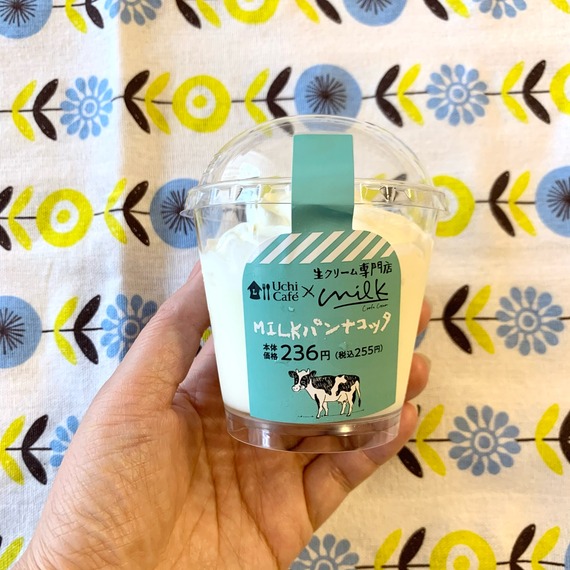 生クリーム専門店
Uchi Café × milk
MILKパンナコッタ
本体価格 236円 (税込255円)